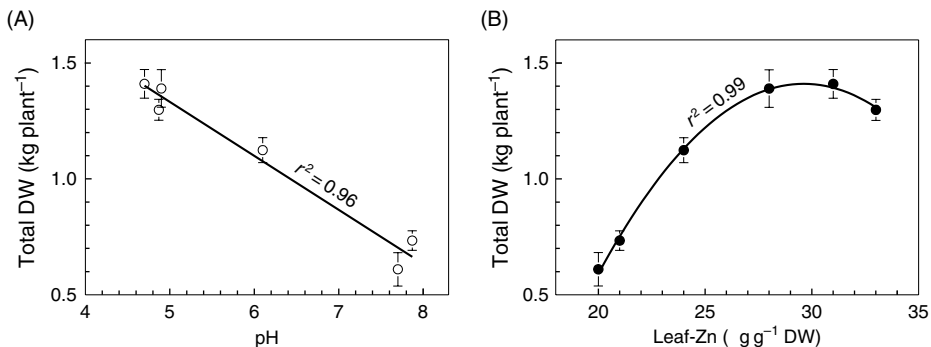 (A)
Total DW (kg plant⁻¹)
1.5
1.0
0.5
r² = 0.96
4 5 6 7 8
pH
(B)
Total DW (kg plant⁻¹)
1.5
1.0
0.5
r² = 0.99
20 25 30 35
Leaf-Zn ( g g⁻¹ DW)